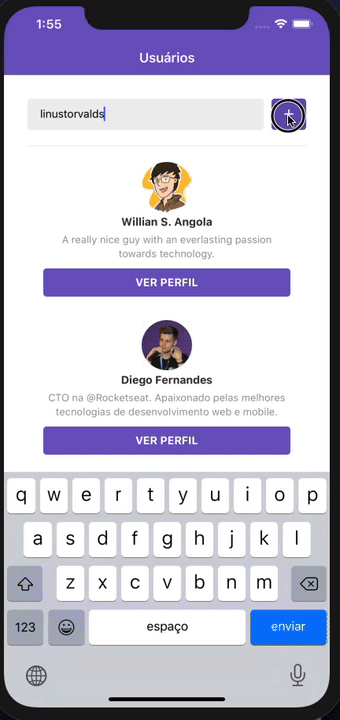 1:55
Usuários
linustorvalds
+
Willian S. Angola
A really nice guy with an everlasting passion
towards technology.
VER PERFIL
Diego Fernandes
CTO na @Rocketseat. Apaixonado pelas melhores
tecnologias de desenvolvimento web e mobile.
VER PERFIL
q w e r t y u i o p
a s d f g h j k l
z x c v b n m
123 espaço enviar